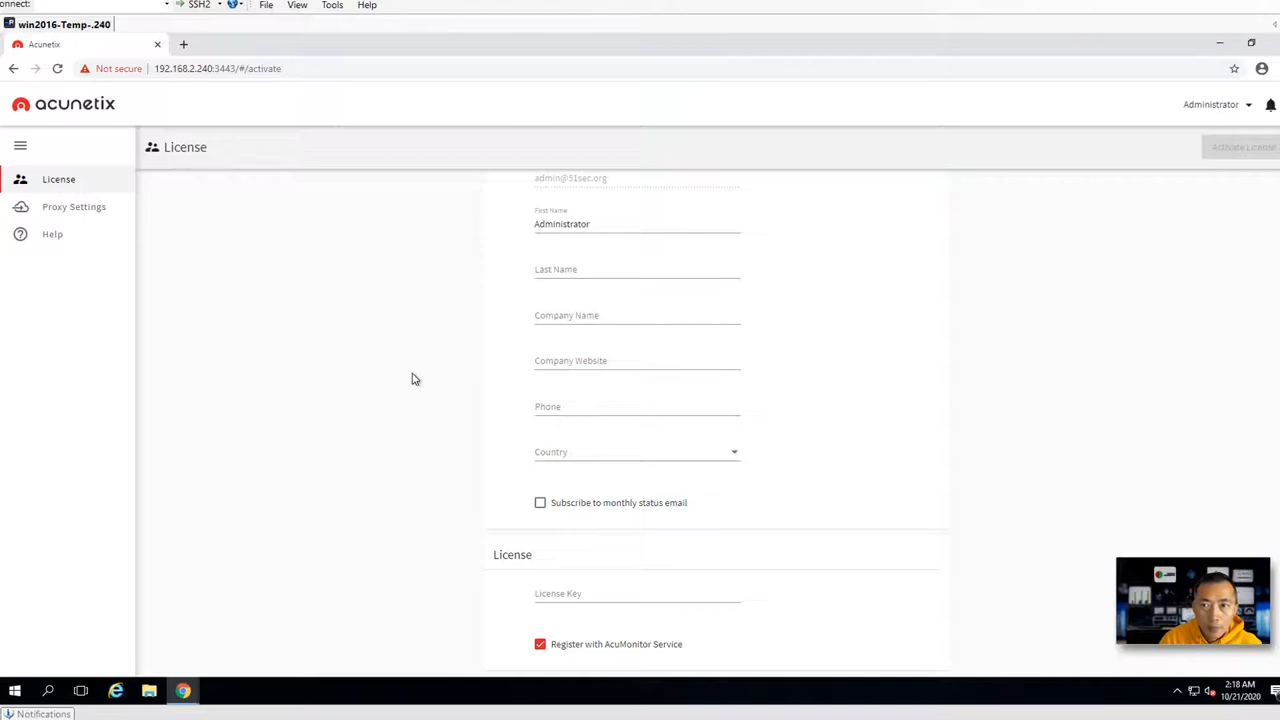 onnect:
SSH2
File View Tools Help
win2016-Temp-.240
Acunetix
Not secure 192.168.2.240:3443/#/activate
acunetix
Administrator
License
Activate License
License
Proxy Settings
Help
admin@51sec.org
First Name
Administrator
Last Name
Company Name
Company Website
Phone
Country
Subscribe to monthly status email
License
License Key
Register with AcuMonitor Service
2:18 AM
10/21/2020
Notifications